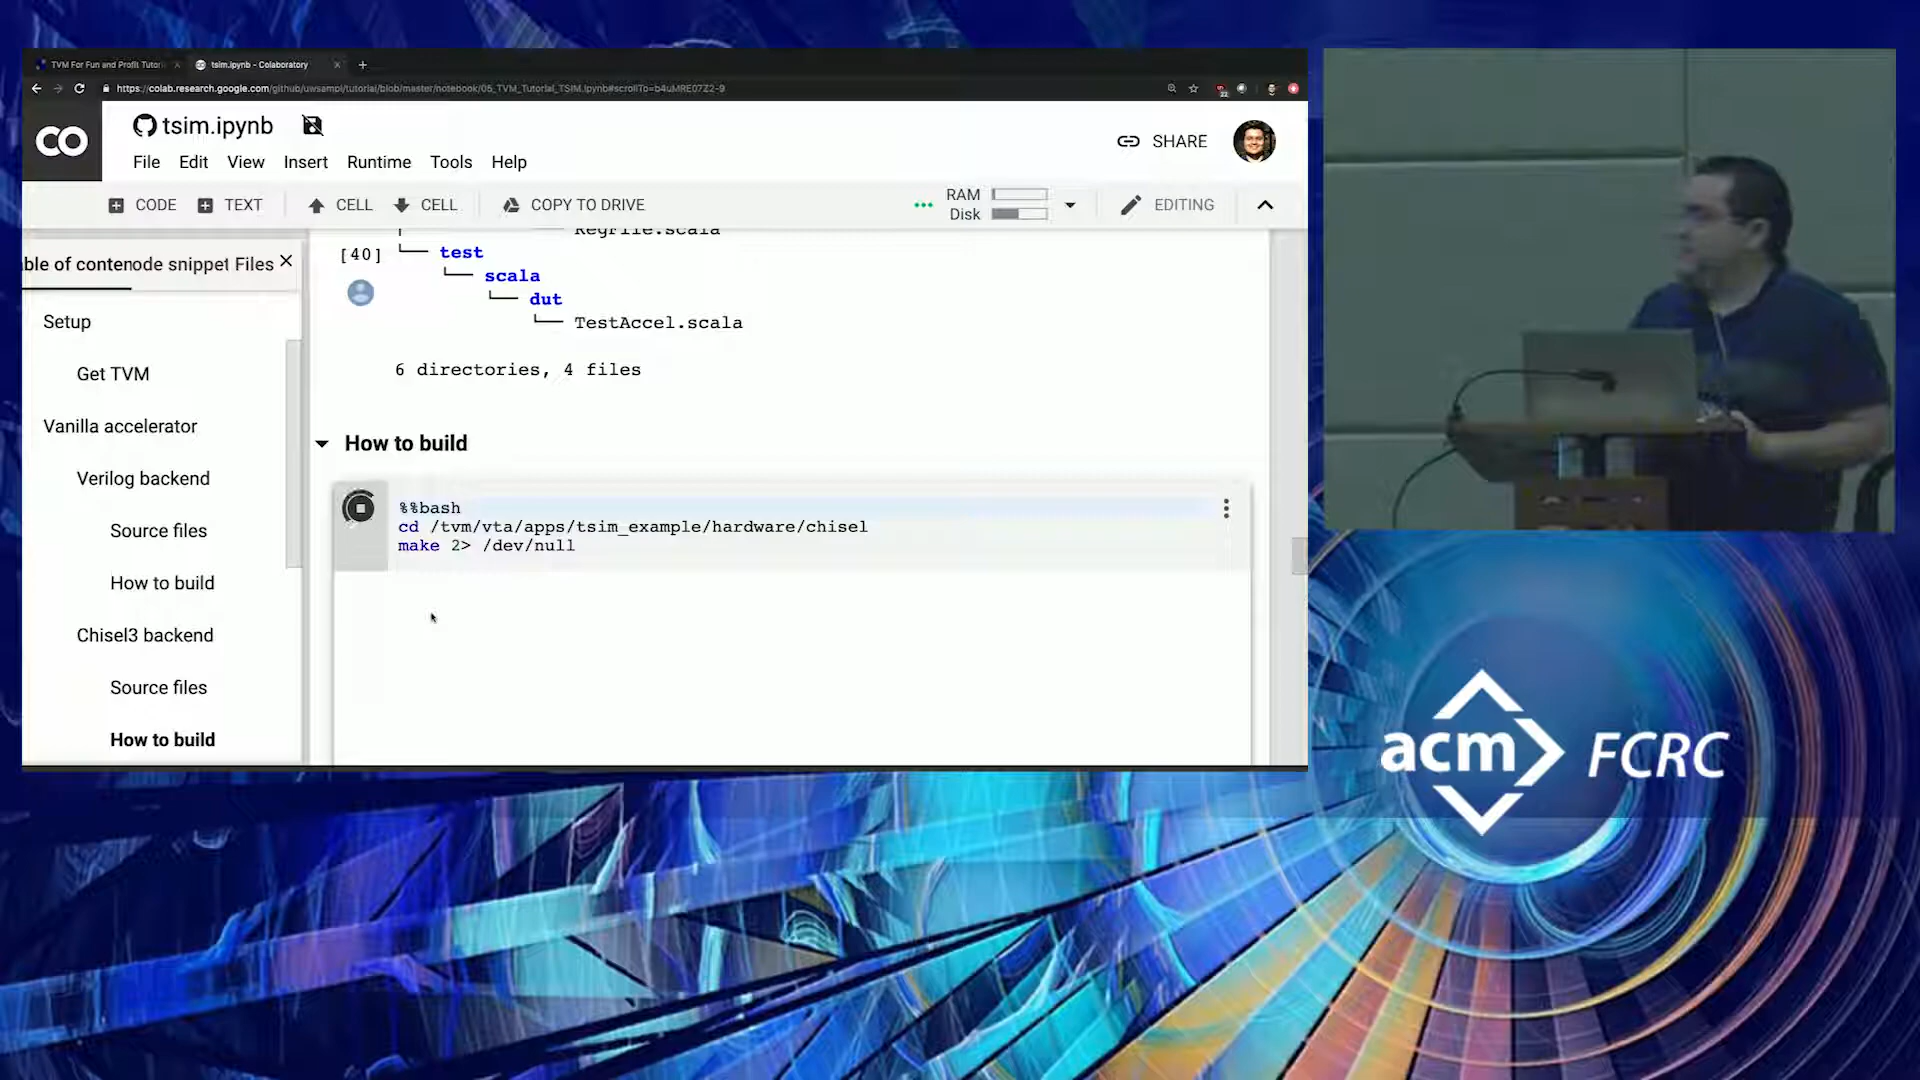 TVM For Fun and Profit Tutori
tsim.ipynb - Colaboratory
https://colab.research.google.com/github/uwsampl/tutorial/blob/master/notebook/05_TVM_Tutorial_TSIM.ipynb#scrollTo=b4uMRE07Z2-9
CO
tsim.ipynb
SHARE
File Edit View Insert Runtime Tools Help
CODE TEXT CELL CELL COPY TO DRIVE
RAM
Disk
EDITING
ble of conten ode snippet Files
Setup
Get TVM
Vanilla accelerator
Verilog backend
Source files
How to build
Chisel3 backend
Source files
How to build
RegFile.scala
[40]
test
scala
dut
TestAccel.scala
6 directories, 4 files
How to build
%%bash
cd /tvm/vta/apps/tsim_example/hardware/chisel
make 2> /dev/null
acm FCRC